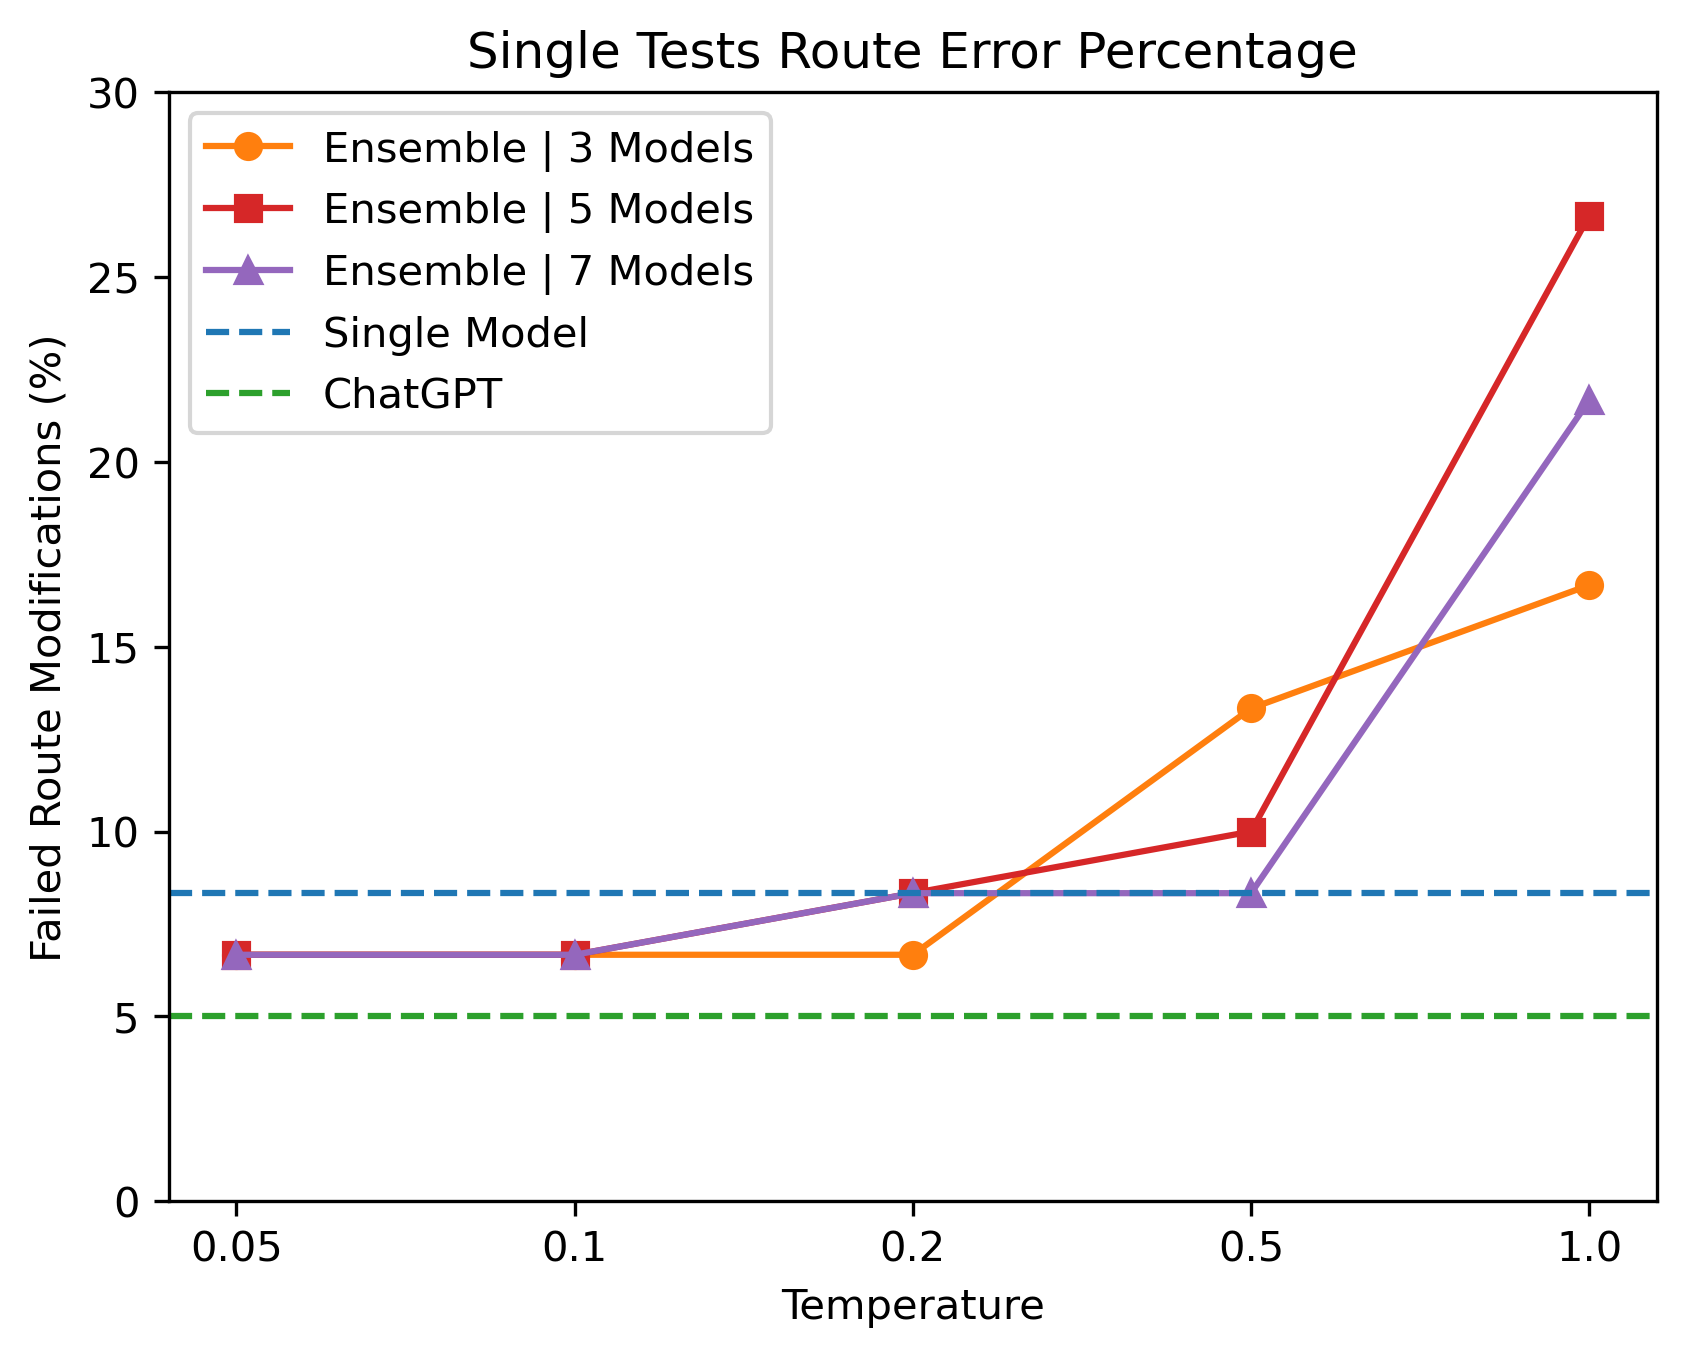 Single Tests Route Error Percentage
30
25
20
15
10
5
0
Failed Route Modifications (%)
Ensemble | 3 Models
Ensemble | 5 Models
Ensemble | 7 Models
Single Model
ChatGPT
0.05 0.1 0.2 0.5 1.0
Temperature